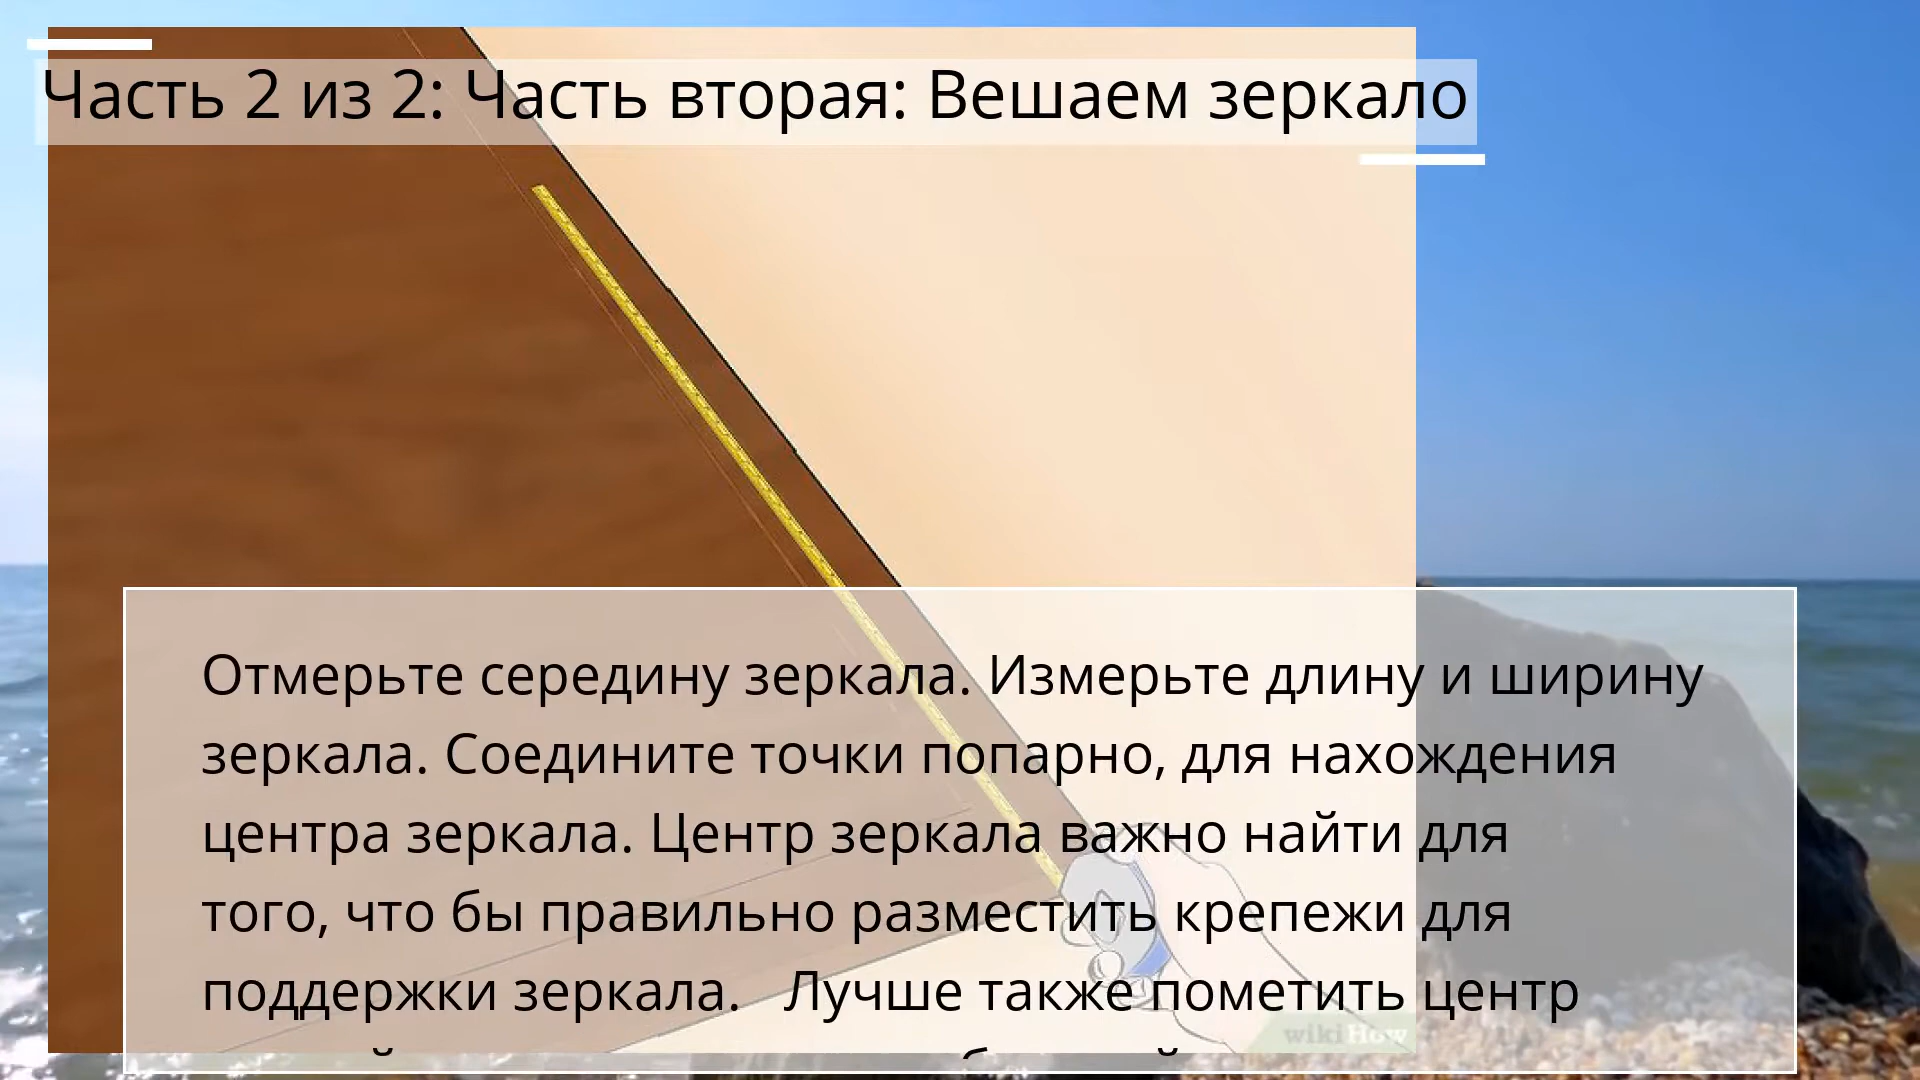 Часть 2 из 2: Часть вторая: Вешаем зеркало
Отмерьте середину зеркала. Измерьте длину и ширину
зеркала. Соедините точки попарно, для нахождения
центра зеркала. Центр зеркала важно найти для
того, что бы правильно разместить крепежи для
поддержки зеркала.   Лучше также пометить центр
wikiHow